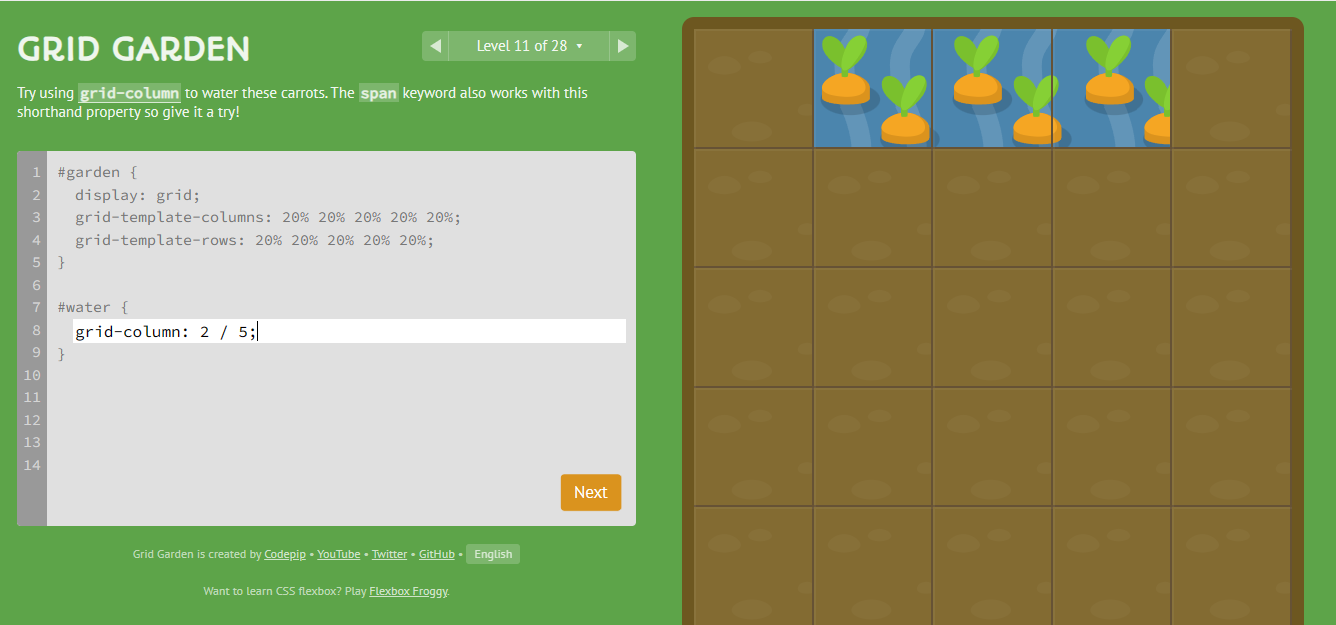 GRID GARDEN
Level 11 of 28
Try using grid-column to water these carrots. The span keyword also works with this
shorthand property so give it a try!
1 #garden {
2 display: grid;
3 grid-template-columns: 20% 20% 20% 20% 20%;
4 grid-template-rows: 20% 20% 20% 20% 20%;
5 }
6
7 #water {
8 grid-column: 2 / 5;
9 }
10
11
12
13
14
Next
Grid Garden is created by Codepip • YouTube • Twitter • GitHub • English
Want to learn CSS flexbox? Play Flexbox Froggy.